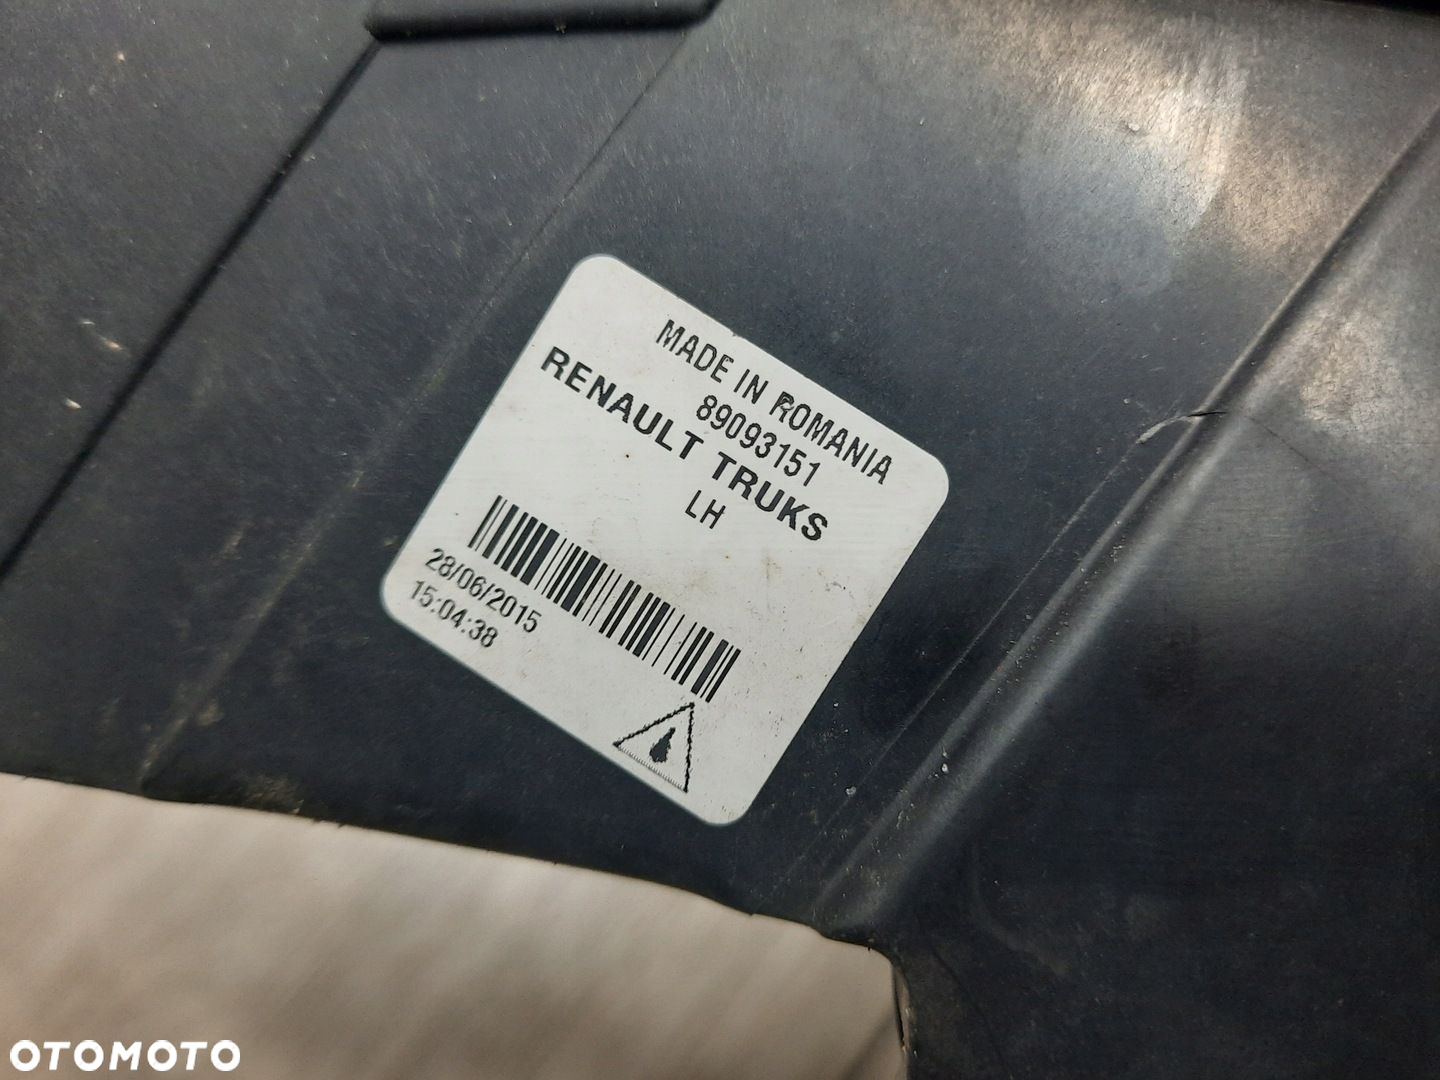 MADE IN ROMANIA
89093151
RENAULT TRUKS
LH
28/06/2015
15:04:38
OTOMOTO